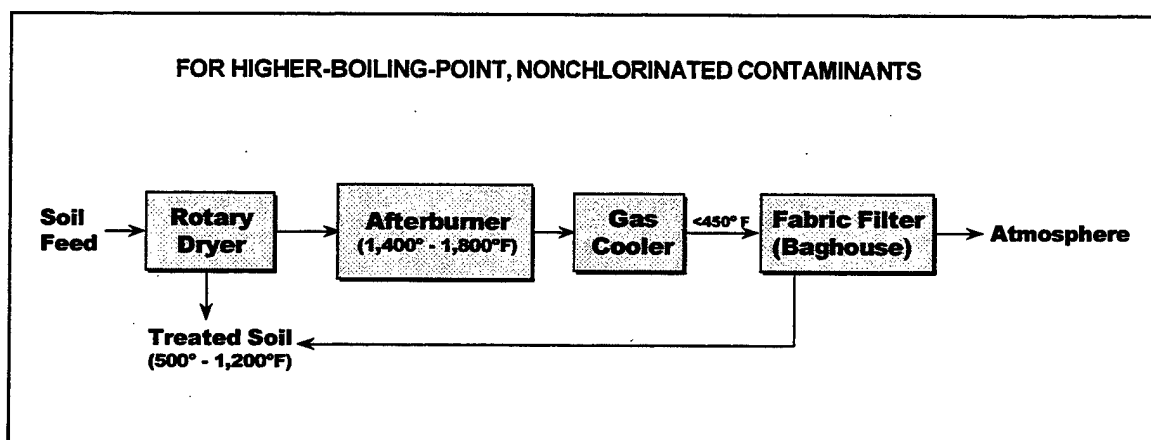 FOR HIGHER-BOILING-POINT, NONCHLORINATED CONTAMINANTS
Soil
Feed
Rotary
Dryer
Afterburner
(1,400° - 1,800°F)
Gas
Cooler
<450° F
Fabric Filter
(Baghouse)
Atmosphere
Treated Soil
(500° - 1,200°F)